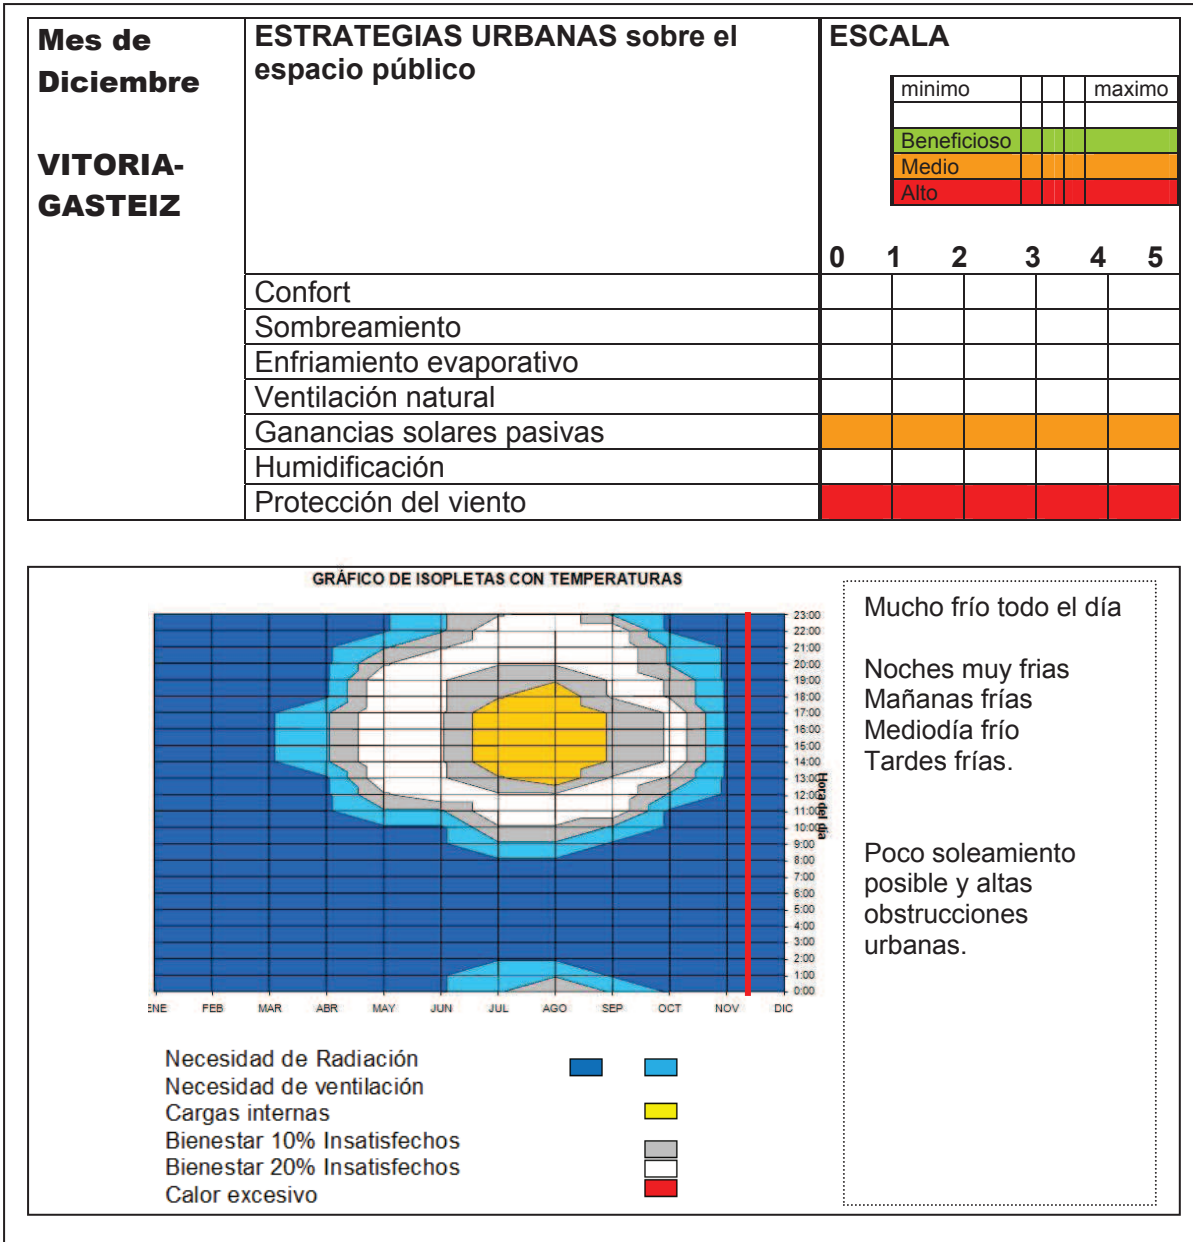 Mes de
Diciembre
VITORIA-
GASTEIZ
ESTRATEGIAS URBANAS sobre el
espacio público
ESCALA
minimo maximo
Beneficioso
Medio
Alto
0 1 2 3 4 5
Confort
Sombreamiento
Enfriamiento evaporativo
Ventilación natural
Ganancias solares pasivas
Humidificación
Protección del viento
GRÁFICO DE ISOPLETAS CON TEMPERATURAS
23:00
22:00
21:00
20:00
19:00
18:00
17:00
16:00
15:00
14:00
13:00
12:00
11:00
10:00
9:00
8:00
7:00
6:00
5:00
4:00
3:00
2:00
1:00
0:00
Hora del día
ENE FEB MAR ABR MAY JUN JUL AGO SEP OCT NOV DIC
Necesidad de Radiación
Necesidad de ventilación
Cargas internas
Bienestar 10% Insatisfechos
Bienestar 20% Insatisfechos
Calor excesivo
Mucho frío todo el día
Noches muy frias
Mañanas frías
Mediodía frío
Tardes frías.
Poco soleamiento
posible y altas
obstrucciones
urbanas.